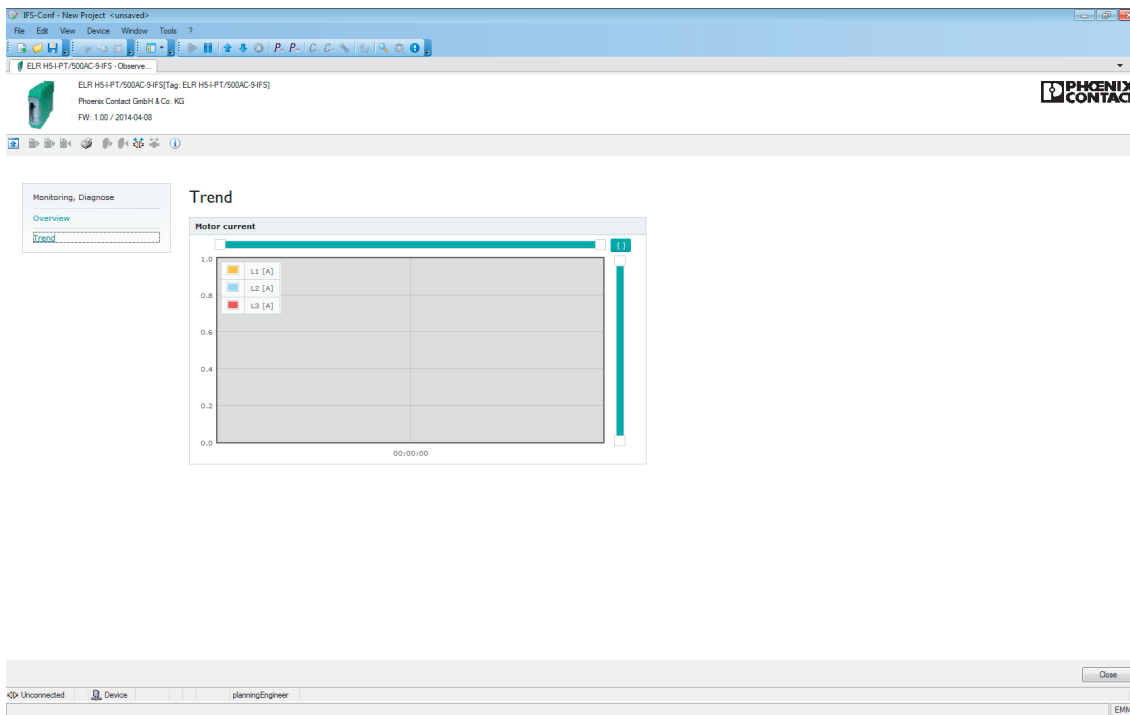 IFS-Conf - New Project <unsaved>
File Edit View Device Window Tools ?
ELR H5-I-PT/500AC-9-IFS - Observe...
ELR H5-I-PT/500AC-9-IFS[Tag: ELR H5-I-PT/500AC-9-IFS]
Phoenix Contact GmbH & Co. KG
FW: 1.00 / 2014-04-08
PHŒNIX
CONTAC
Monitoring, Diagnose
Overview
Trend
Trend
Motor current
[ ]
L1 [A]
L2 [A]
L3 [A]
1.0
0.8
0.6
0.4
0.2
0.0
00:00:00
Close
Unconnected Device planningEngineer
EMM